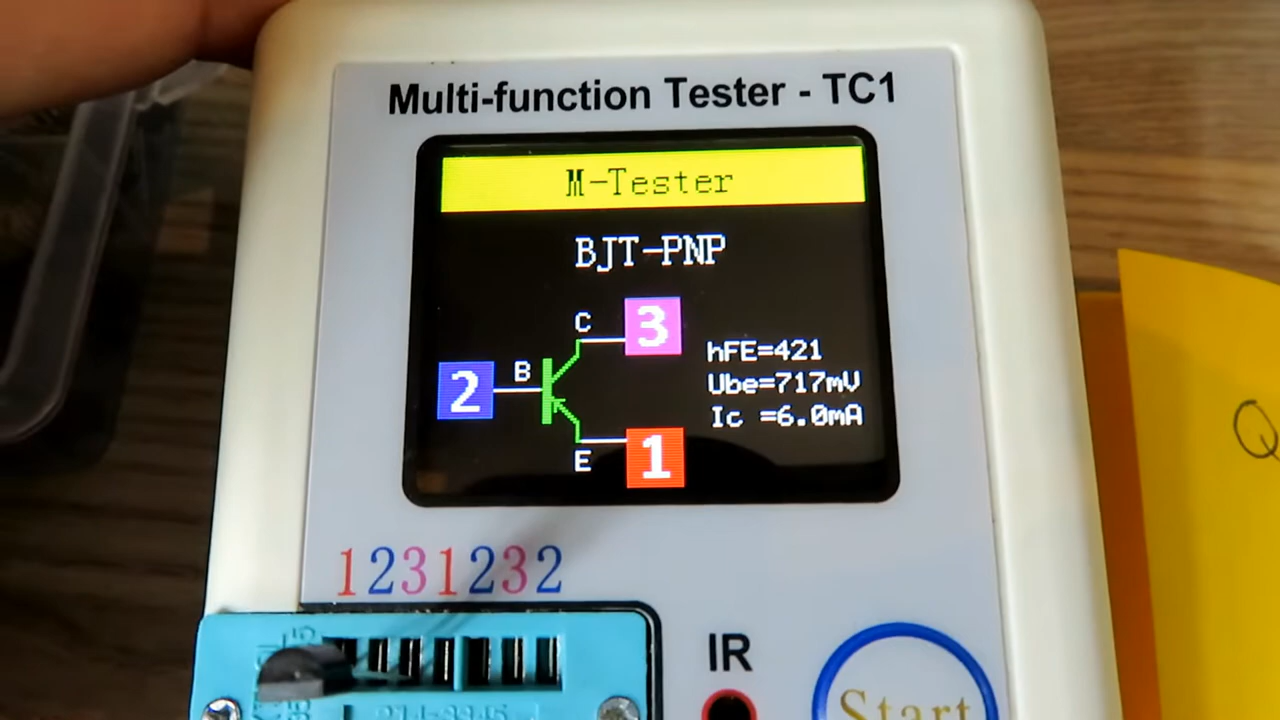 Multi-function Tester - TC1
M-Tester
BJT-PNP
C 3
hFE=421
2 B
Ube=717mV
Ic =6.0mA
E 1
1231232
IR
Start
Q